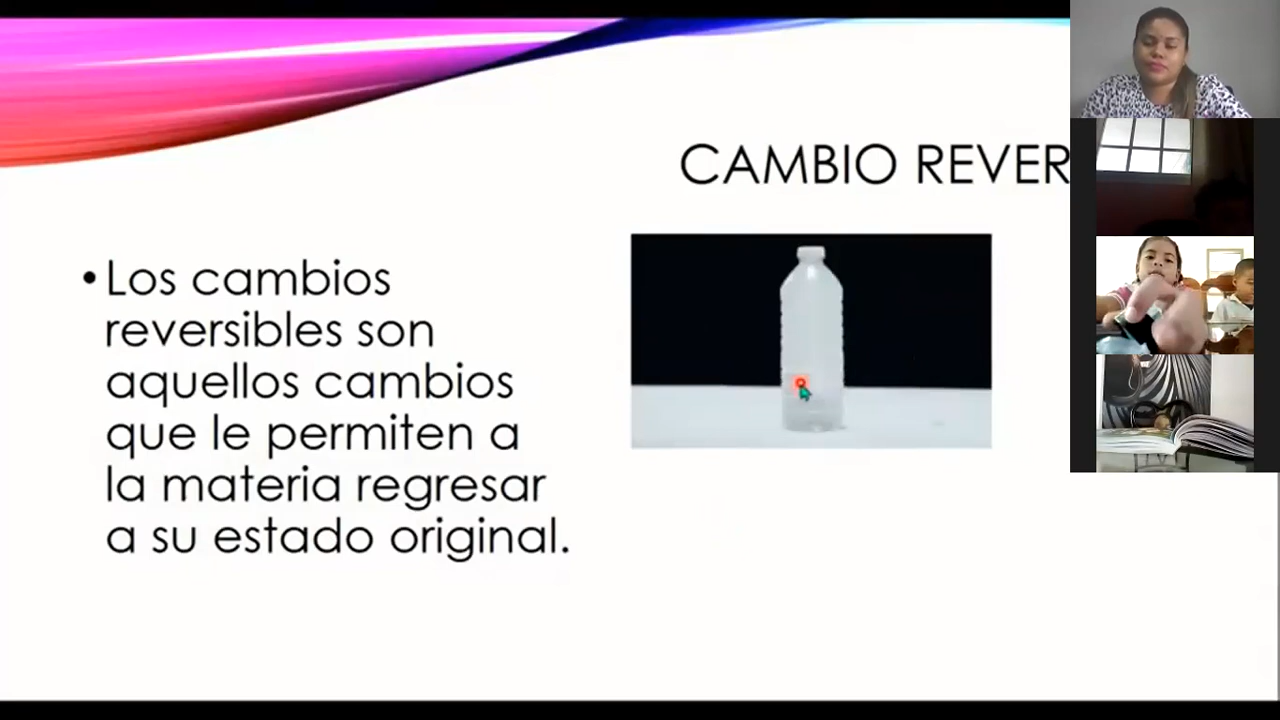 CAMBIO REVER
• Los cambios
reversibles son
aquellos cambios
que le permiten a
la materia regresar
a su estado original.